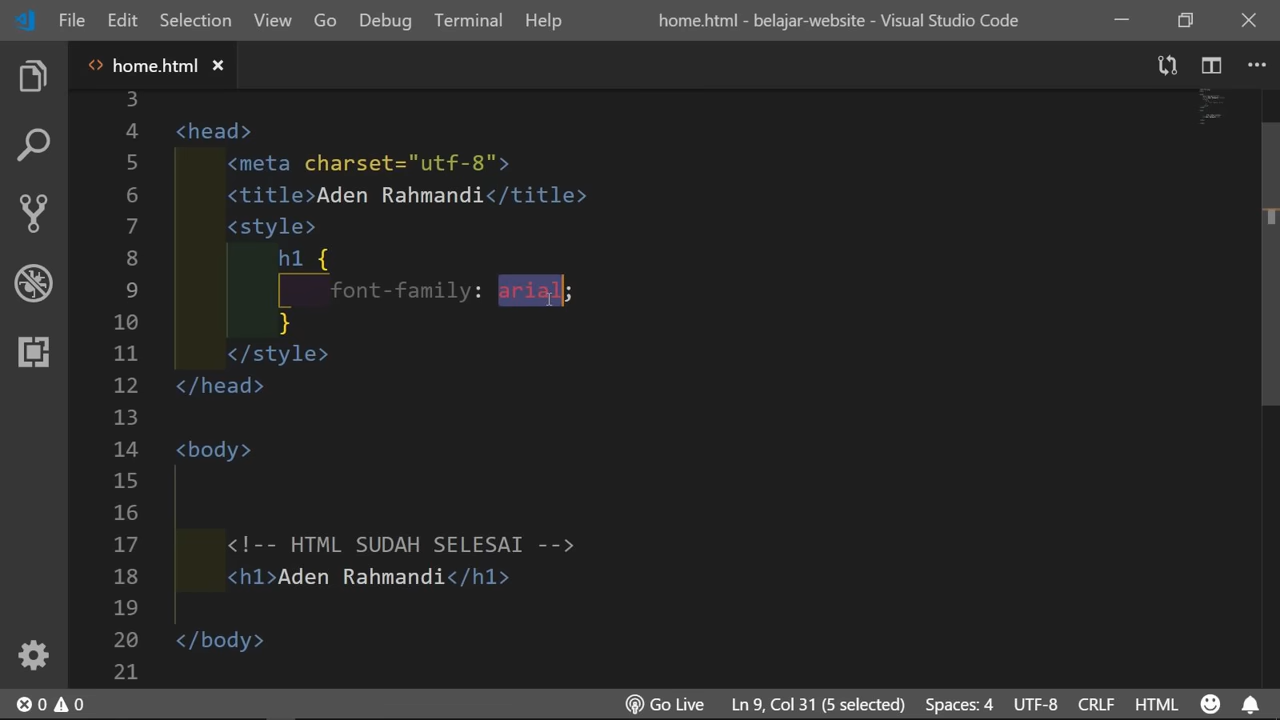 File Edit Selection View Go Debug Terminal Help home.html - belajar-website - Visual Studio Code
home.html
3
4 <head>
5 <meta charset="utf-8">
6 <title>Aden Rahmandi</title>
7 <style>
8 h1 {
9 font-family: arial;
10 }
11 </style>
12 </head>
13
14 <body>
15
16
17 <!-- HTML SUDAH SELESAI -->
18 <h1>Aden Rahmandi</h1>
19
20 </body>
21
0 0 Go Live Ln 9, Col 31 (5 selected) Spaces: 4 UTF-8 CRLF HTML